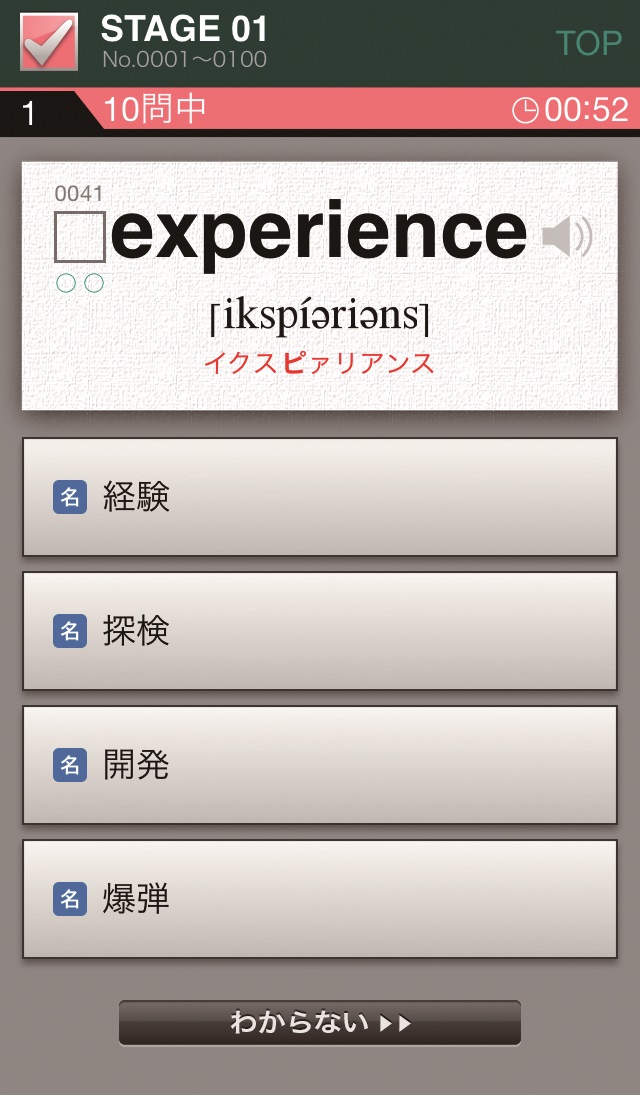 STAGE 01
No.0001～0100
TOP
1
10問中
00:52
0041
experience
[ikspíəriəns]
イクスピァリアンス
名 経験
名 探検
名 開発
名 爆弾
わからない